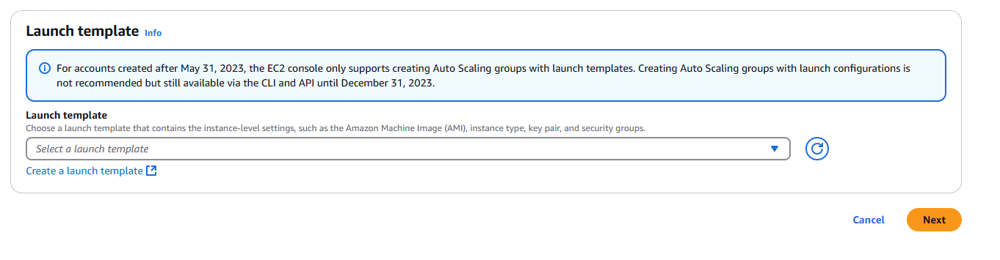 Launch template Info
For accounts created after May 31, 2023, the EC2 console only supports creating Auto Scaling groups with launch templates. Creating Auto Scaling groups with launch configurations is
not recommended but still available via the CLI and API until December 31, 2023.
Launch template
Choose a launch template that contains the instance-level settings, such as the Amazon Machine Image (AMI), instance type, key pair, and security groups.
Select a launch template
Create a launch template
Cancel Next